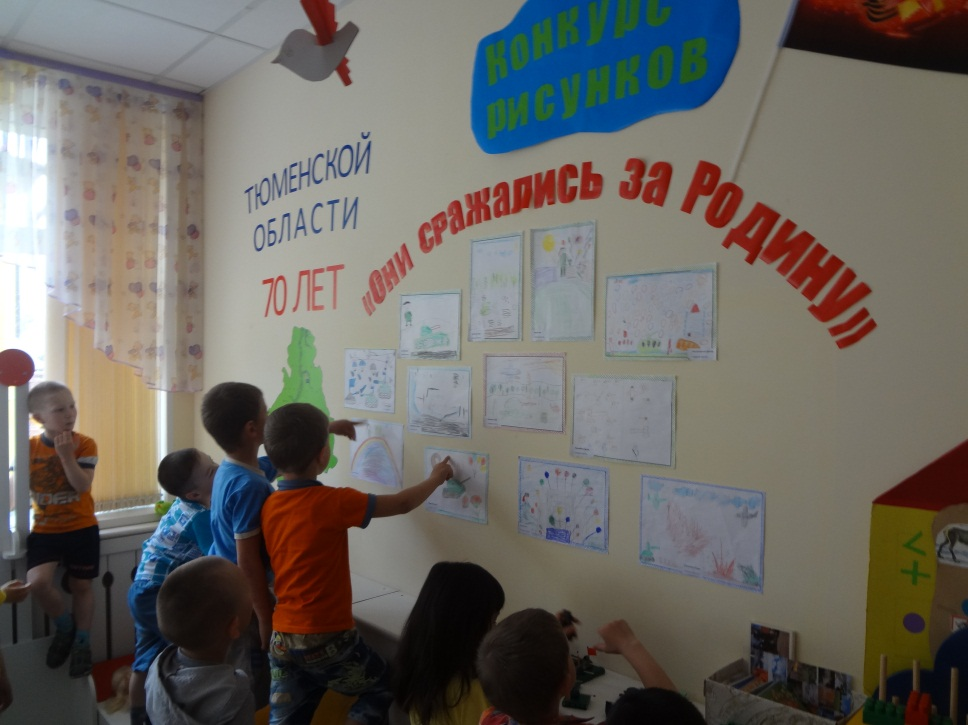 Конкурс
рисунков
ТЮМЕНСКОЙ
ОБЛАСТИ
70 ЛЕТ
«Они сражались за Родину»